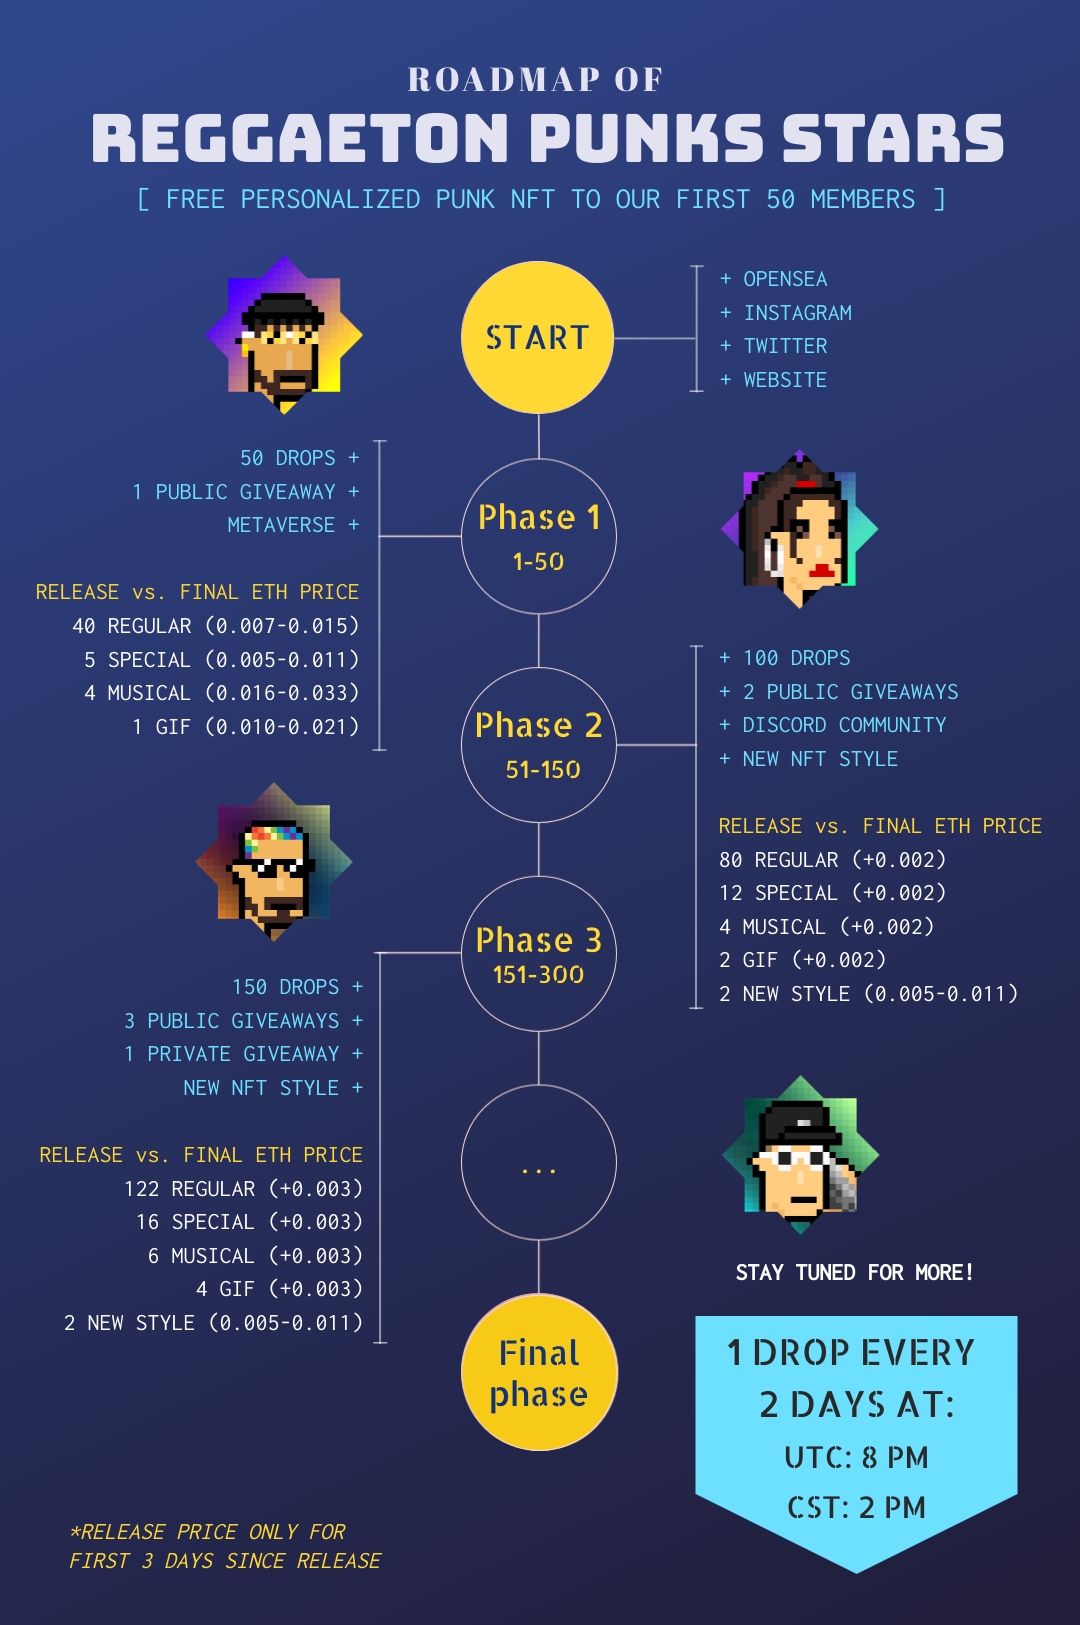 ROADMAP OF
REGGAETON PUNKS STARS
[ FREE PERSONALIZED PUNK NFT TO OUR FIRST 50 MEMBERS ]
START
+ OPENSEA
+ INSTAGRAM
+ TWITTER
+ WEBSITE
50 DROPS +
1 PUBLIC GIVEAWAY +
METAVERSE +
RELEASE vs. FINAL ETH PRICE
40 REGULAR (0.007-0.015)
5 SPECIAL (0.005-0.011)
4 MUSICAL (0.016-0.033)
1 GIF (0.010-0.021)
Phase 1
1-50
Phase 2
51-150
+ 100 DROPS
+ 2 PUBLIC GIVEAWAYS
+ DISCORD COMMUNITY
+ NEW NFT STYLE
RELEASE vs. FINAL ETH PRICE
80 REGULAR (+0.002)
12 SPECIAL (+0.002)
4 MUSICAL (+0.002)
2 GIF (+0.002)
2 NEW STYLE (0.005-0.011)
Phase 3
151-300
150 DROPS +
3 PUBLIC GIVEAWAYS +
1 PRIVATE GIVEAWAY +
NEW NFT STYLE +
RELEASE vs. FINAL ETH PRICE
122 REGULAR (+0.003)
16 SPECIAL (+0.003)
6 MUSICAL (+0.003)
4 GIF (+0.003)
2 NEW STYLE (0.005-0.011)
...
Final
phase
STAY TUNED FOR MORE!
1 DROP EVERY
2 DAYS AT:
UTC: 8 PM
CST: 2 PM
*RELEASE PRICE ONLY FOR
FIRST 3 DAYS SINCE RELEASE